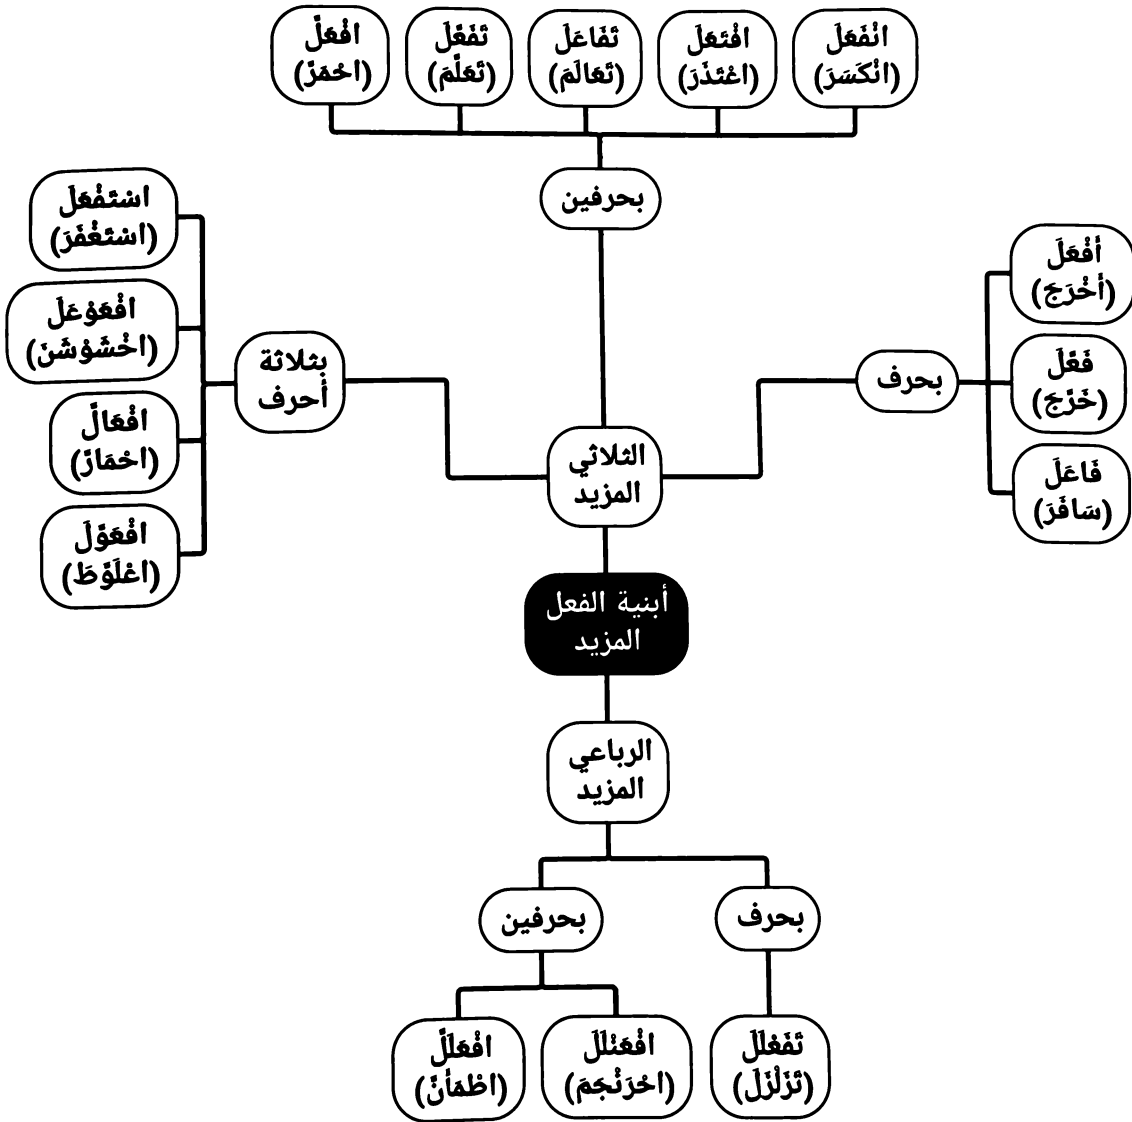 انْفَعَلَ
(انْكَسَرَ)
افْتَعَلَ
(اعْتَذَرَ)
تَفَاعَلَ
(تَعَالَمَ)
تَفَعَّلَ
(تَعَلَّمَ)
افْعَلَّ
(احْمَرَّ)
بحرفين
أَفْعَلَ
(أَخْرَجَ)
فَعَّلَ
(خَرَّجَ)
فَاعَلَ
(سَافَرَ)
بحرف
اسْتَفْعَلَ
(اسْتَغْفَرَ)
افْعَوْعَلَ
(اخْشَوْشَنَ)
افْعَالَّ
(احْمَارَّ)
افْعَوَّلَ
(اعْلَوَّطَ)
بثلاثة
أحرف
الثلاثي
المزيد
أبنية الفعل
المزيد
الرباعي
المزيد
بحرف
بحرفين
تَفَعْلَلَ
(تَزَلْزَلَ)
افْعَنْلَلَ
(احْرَنْجَمَ)
افْعَلَلَّ
(اطْمَأَنَّ)